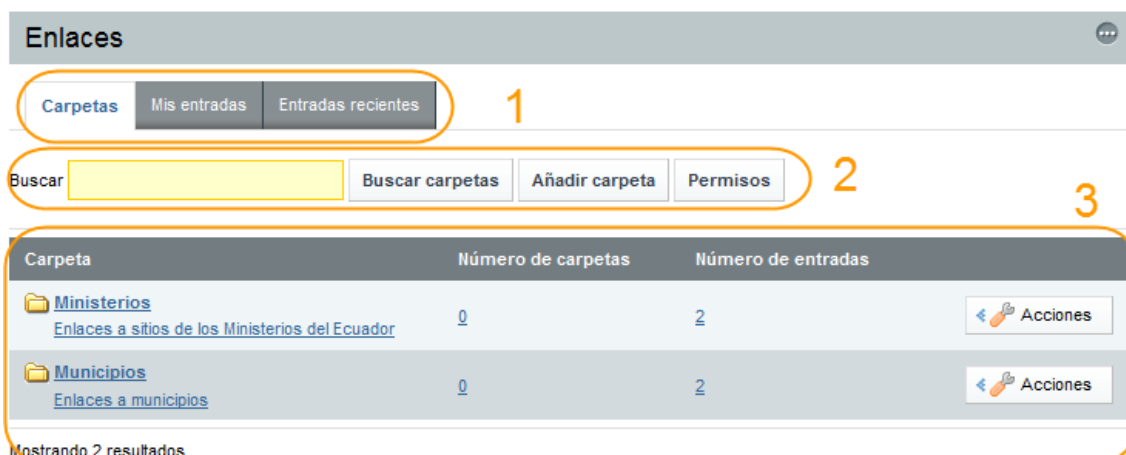 Enlaces
Carpetas Mis entradas Entradas recientes 1
Buscar Buscar carpetas Añadir carpeta Permisos 2
3
Carpeta Número de carpetas Número de entradas
Ministerios
Enlaces a sitios de los Ministerios del Ecuador 0 2 Acciones
Municipios
Enlaces a municipios 0 2 Acciones
Mostrando 2 resultados